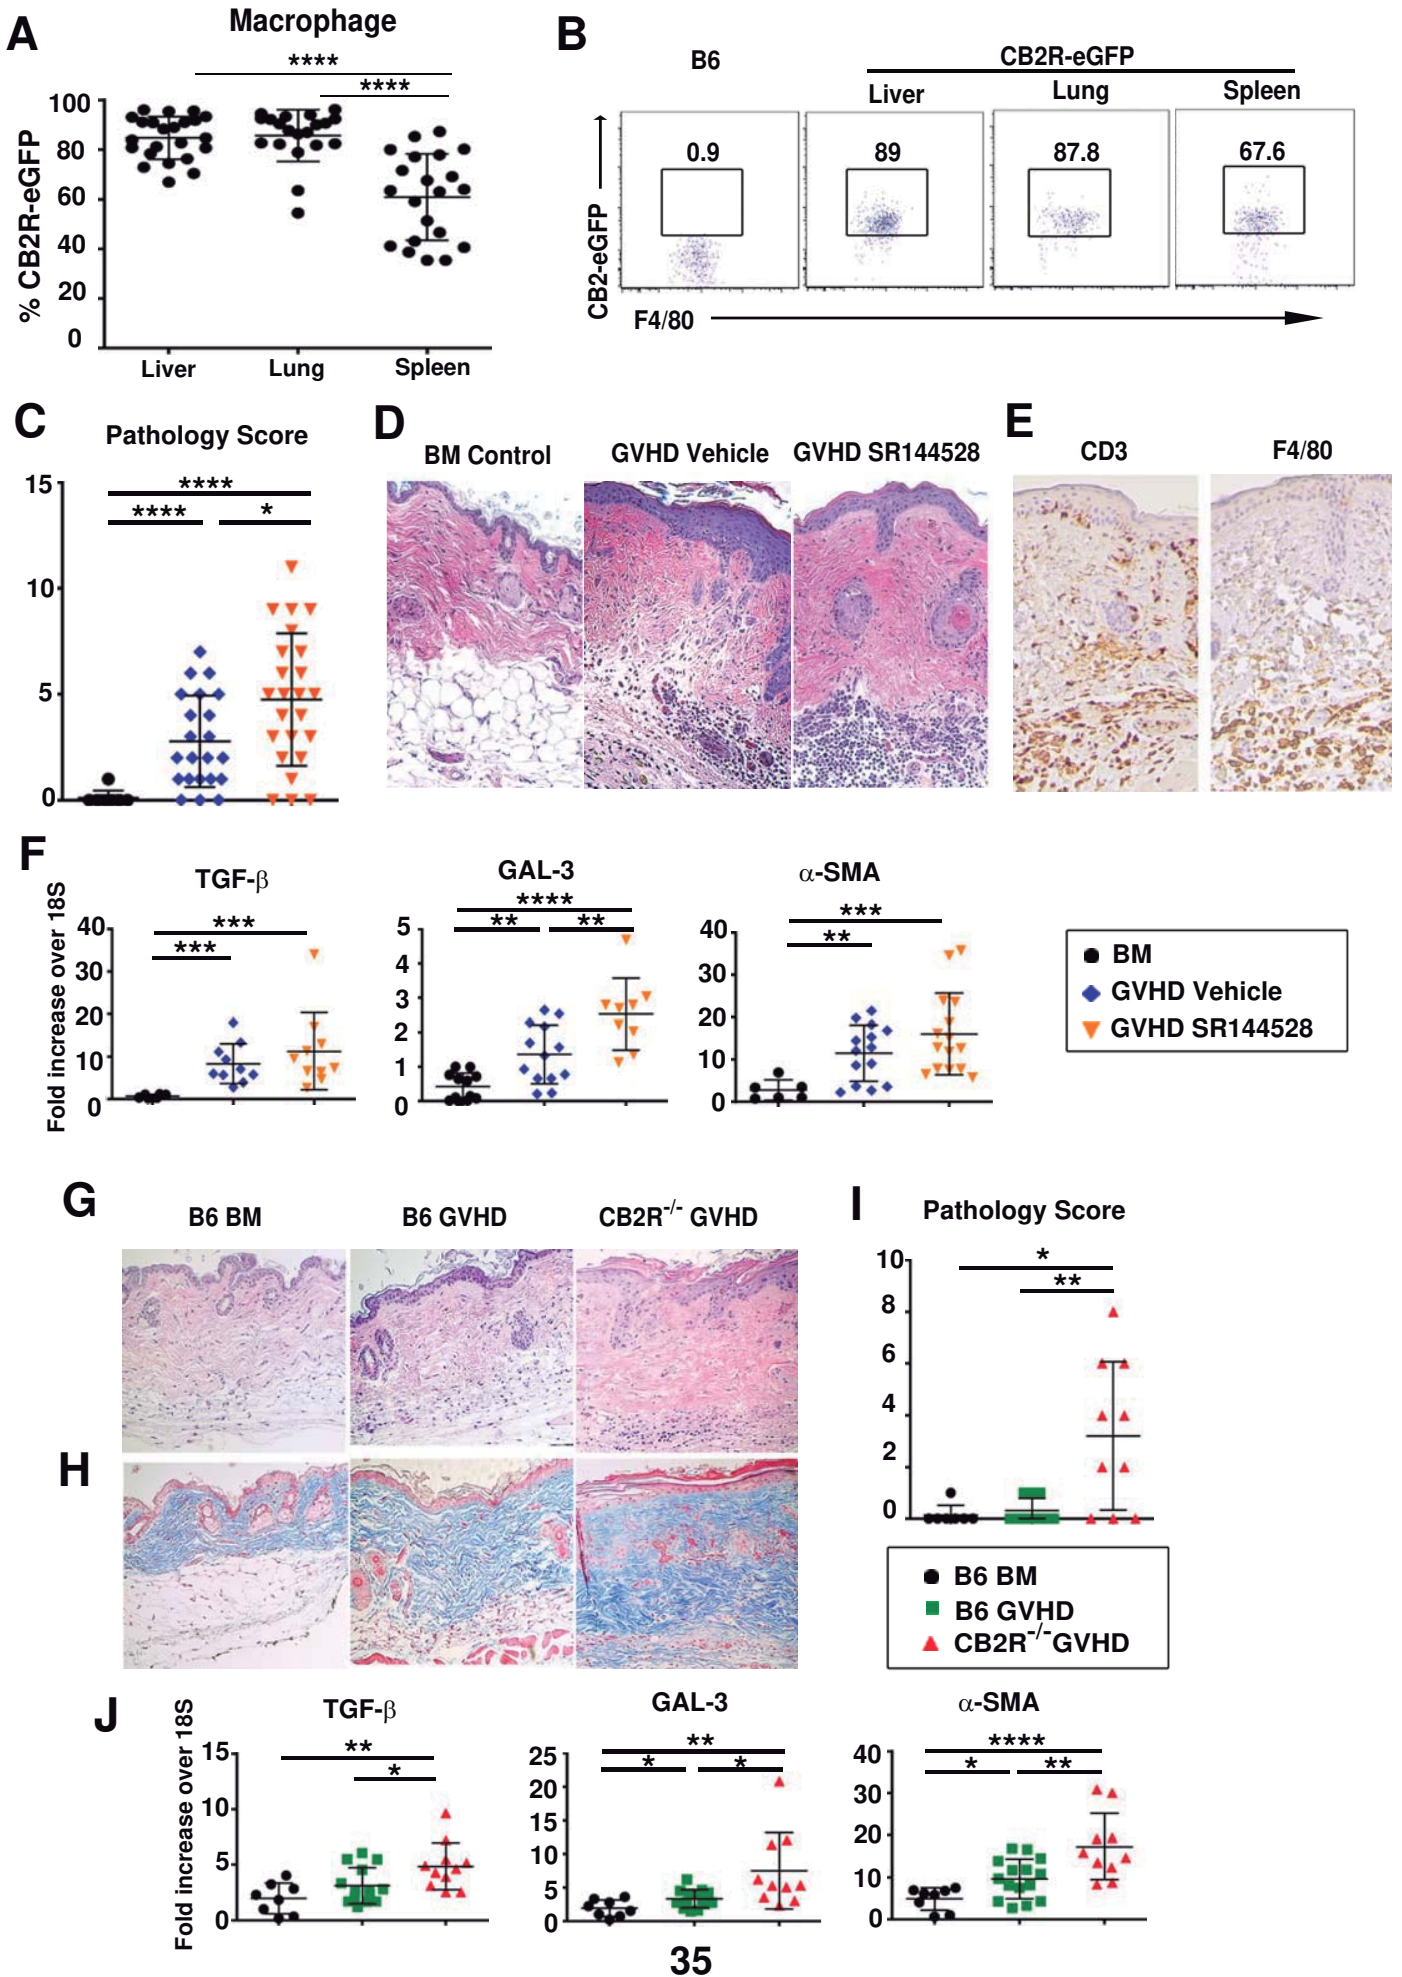 A
Macrophage
****
****
% CB2R-eGFP
100
80
60
40
20
0
Liver
Lung
Spleen
B
B6
CB2R-eGFP
Liver
Lung
Spleen
0.9
89
87.8
67.6
CB2-eGFP
F4/80
C
Pathology Score
****
****
*
15
10
5
0
D
BM Control
GVHD Vehicle
GVHD SR144528
E
CD3
F4/80
F
Fold increase over 18S
TGF-β
***
***
40
30
20
10
0
GAL-3
****
**
**
5
4
3
2
1
0
α-SMA
***
**
40
30
20
10
0
BM
GVHD Vehicle
GVHD SR144528
G
B6 BM
B6 GVHD
CB2R-/- GVHD
H
I
Pathology Score
*
**
10
8
6
4
2
0
B6 BM
B6 GVHD
CB2R-/-GVHD
J
Fold increase over 18S
TGF-β
**
*
15
10
5
0
GAL-3
**
*
*
25
20
15
10
5
0
α-SMA
****
*
**
40
30
20
10
0
35